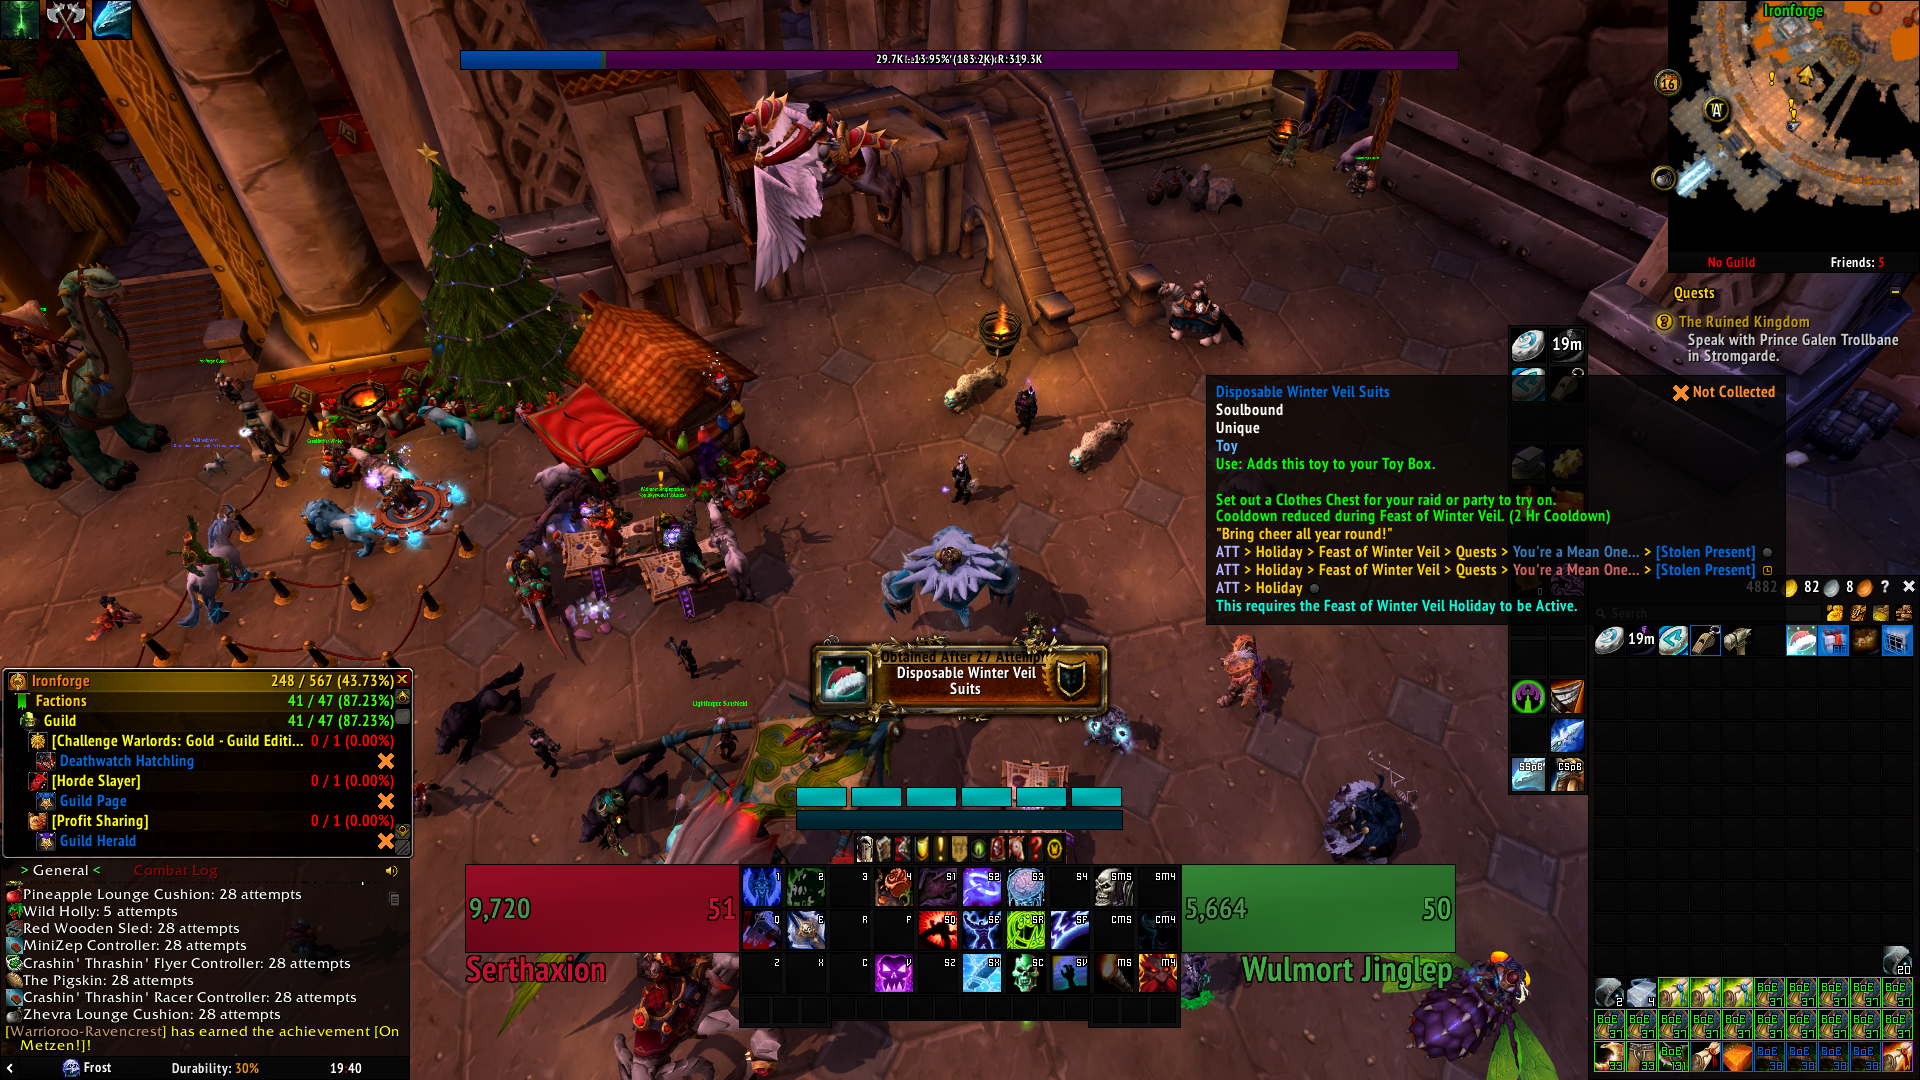 Ironforge
No Guild
Friends: 5
Quests
The Ruined Kingdom
Speak with Prince Galen Trollbane
in Stromgarde.
19m
Disposable Winter Veil Suits
Not Collected
Soulbound
Unique
Toy
Use: Adds this toy to your Toy Box.
Set out a Clothes Chest for your raid or party to try on.
Cooldown reduced during Feast of Winter Veil. (2 Hr Cooldown)
"Bring cheer all year round!"
ATT > Holiday > Feast of Winter Veil > Quests > You're a Mean One... > [Stolen Present]
ATT > Holiday > Feast of Winter Veil > Quests > You're a Mean One... > [Stolen Present]
ATT > Holiday
This requires the Feast of Winter Veil Holiday to be Active.
4882 82 8 ?
Search
19m
Obtained After 27 Attempt
Disposable Winter Veil
Suits
Ironforge 248 / 567 (43.73%)
Factions 41 / 47 (87.23%)
Guild 41 / 47 (87.23%)
[Challenge Warlords: Gold - Guild Editi... 0 / 1 (0.00%)
Deathwatch Hatchling
[Horde Slayer] 0 / 1 (0.00%)
Guild Page
[Profit Sharing] 0 / 1 (0.00%)
Guild Herald
> General < Combat Log
Pineapple Lounge Cushion: 28 attempts
Wild Holly: 5 attempts
Red Wooden Sled: 28 attempts
MiniZep Controller: 28 attempts
Crashin' Thrashin' Flyer Controller: 28 attempts
The Pigskin: 28 attempts
Crashin' Thrashin' Racer Controller: 28 attempts
Zhevra Lounge Cushion: 28 attempts
[Warrioroo-Ravencrest] has earned the achievement [On
Metzen!]!
Frost
Durability: 30%
19:40
9,720 51
Serthaxion
5,664 50
Wulmort Jinglep